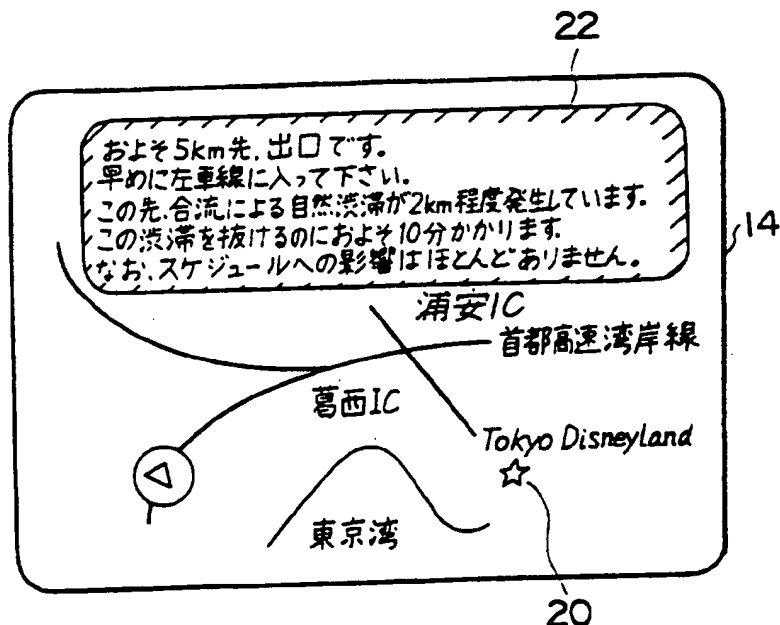 22
およそ5km先、出口です。
早めに左車線に入って下さい。
この先、合流による自然渋滞が2km程度発生しています。
この渋滞を抜けるのにおよそ10分かかります。
なお、スケジュールへの影響はほとんどありません。
14
浦安IC
首都高速湾岸線
葛西IC
Tokyo Disneyland
東京湾
20